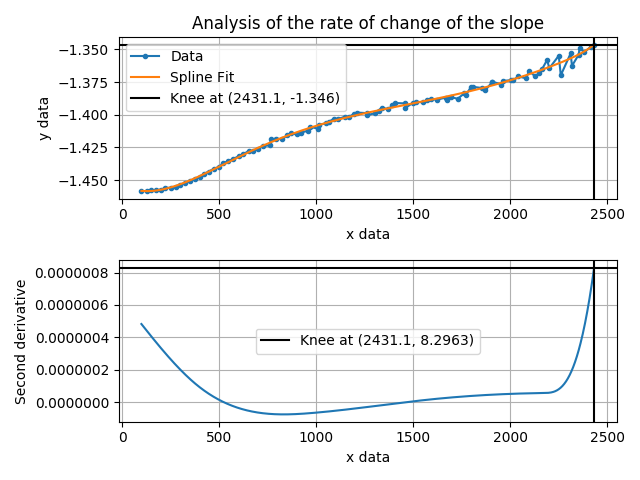 Analysis of the rate of change of the slope
−1.350
−1.375
−1.400
−1.425
−1.450
y data
Data
Spline Fit
Knee at (2431.1, -1.346)
0
500
1000
1500
2000
2500
x data
0.0000008
0.0000006
0.0000004
0.0000002
0.0000000
Second derivative
Knee at (2431.1, 8.2963)
0
500
1000
1500
2000
2500
x data